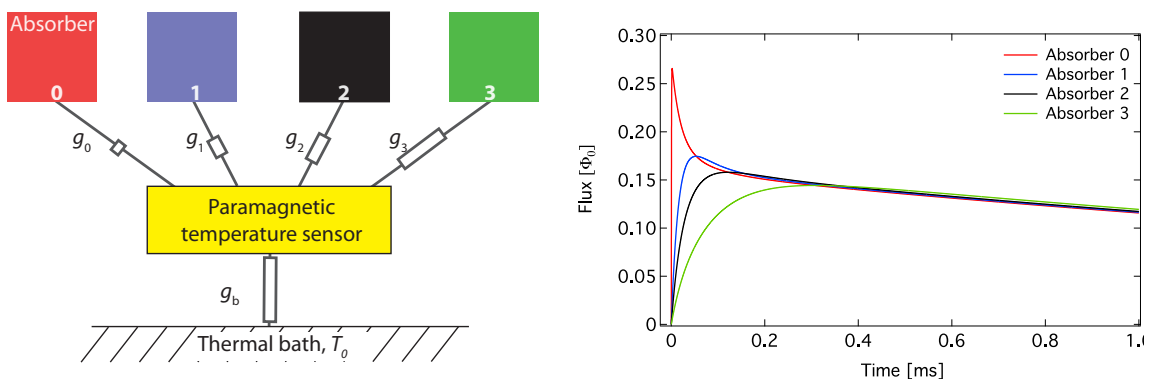 Absorber
0
1
2
3
g0
g1
g2
g3
Paramagnetic
temperature sensor
gb
Thermal bath, T0
0.30
0.25
0.20
0.15
0.10
0.05
0
Flux [Φ0]
Absorber 0
Absorber 1
Absorber 2
Absorber 3
0
0.2
0.4
0.6
0.8
1.0
Time [ms]